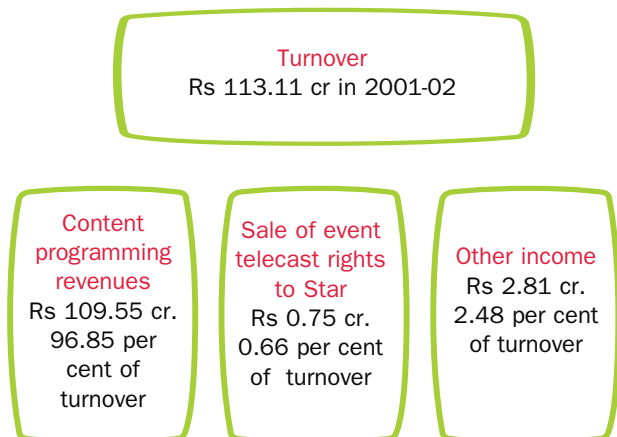 Turnover
Rs 113.11 cr in 2001-02
Content
programming
revenues
Rs 109.55 cr.
96.85 per
cent of
turnover
Sale of event
telecast rights
to Star
Rs 0.75 cr.
0.66 per cent
of turnover
Other income
Rs 2.81 cr.
2.48 per cent
of turnover